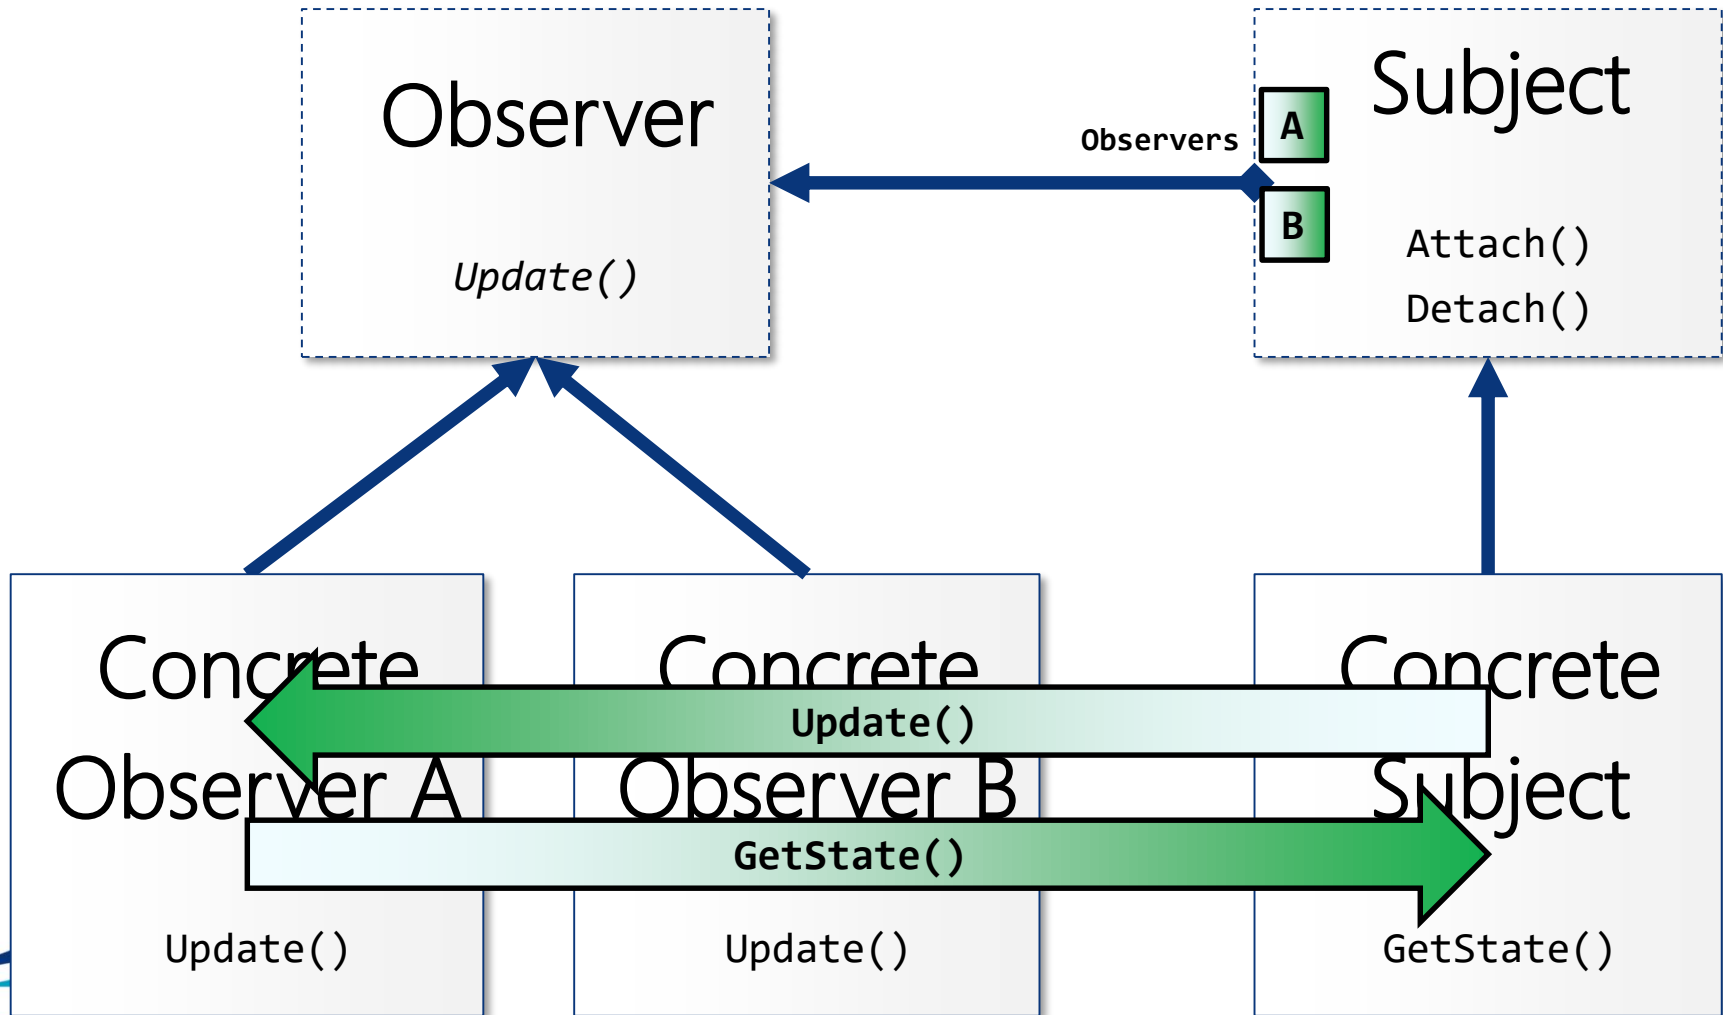 Observer
Update()
Observers
A
B
Subject
Attach()
Detach()
Concrete
Observer A
Update()
Concrete
Observer B
Update()
Concrete
Subject
GetState()
Update()
GetState()